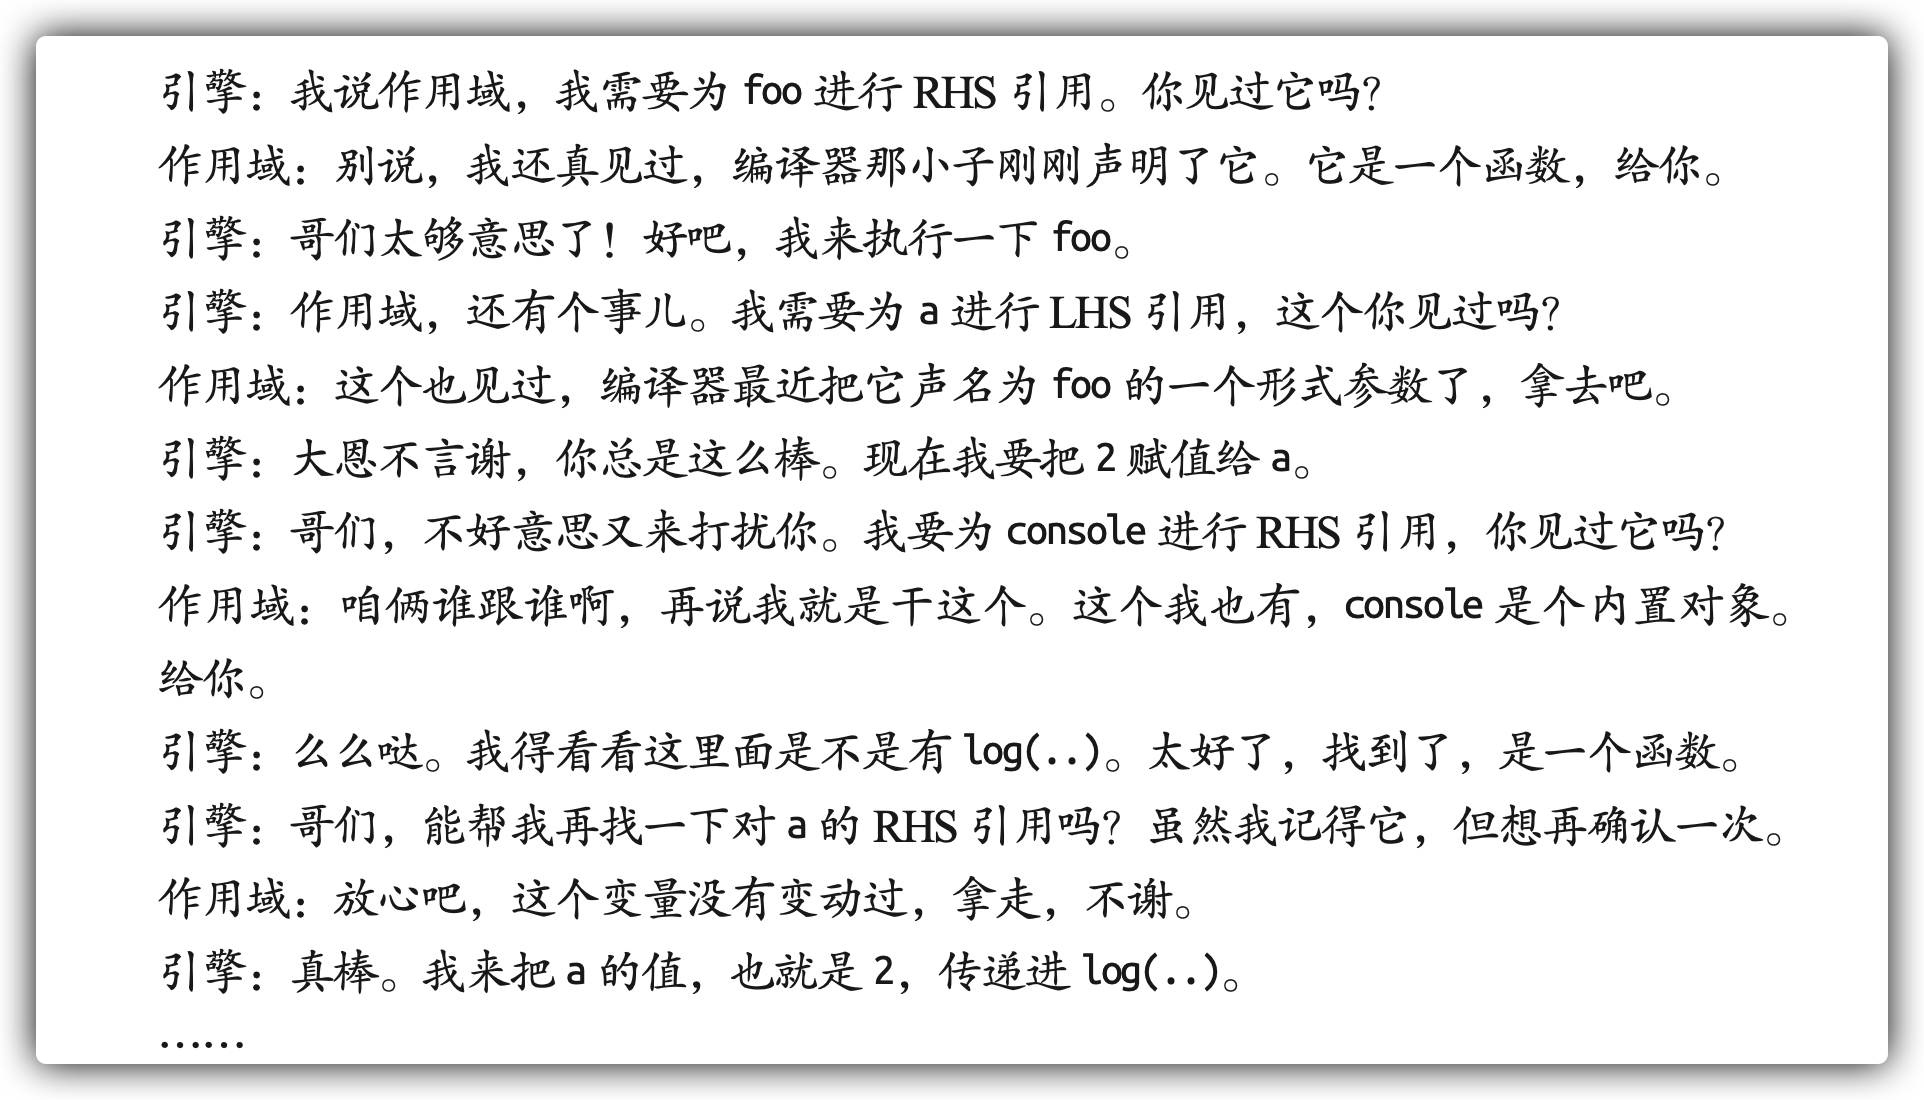 引擎：我说作用域，我需要为 foo 进行 RHS 引用。你见过它吗？
作用域：别说，我还真见过，编译器那小子刚刚声明了它。它是一个函数，给你。
引擎：哥们太够意思了！好吧，我来执行一下 foo。
引擎：作用域，还有个事儿。我需要为 a 进行 LHS 引用，这个你见过吗？
作用域：这个也见过，编译器最近把它声名为 foo 的一个形式参数了，拿去吧。
引擎：大恩不言谢，你总是这么棒。现在我要把 2 赋值给 a。
引擎：哥们，不好意思又来打扰你。我要为 console 进行 RHS 引用，你见过它吗？
作用域：咱俩谁跟谁啊，再说我就是干这个。这个我也有，console 是个内置对象。
给你。
引擎：么么哒。我得看看这里面是不是有 log(..)。太好了，找到了，是一个函数。
引擎：哥们，能帮我再找一下对 a 的 RHS 引用吗？虽然我记得它，但想再确认一次。
作用域：放心吧，这个变量没有变动过，拿走，不谢。
引擎：真棒。我来把 a 的值，也就是 2，传递进 log(..)。
……